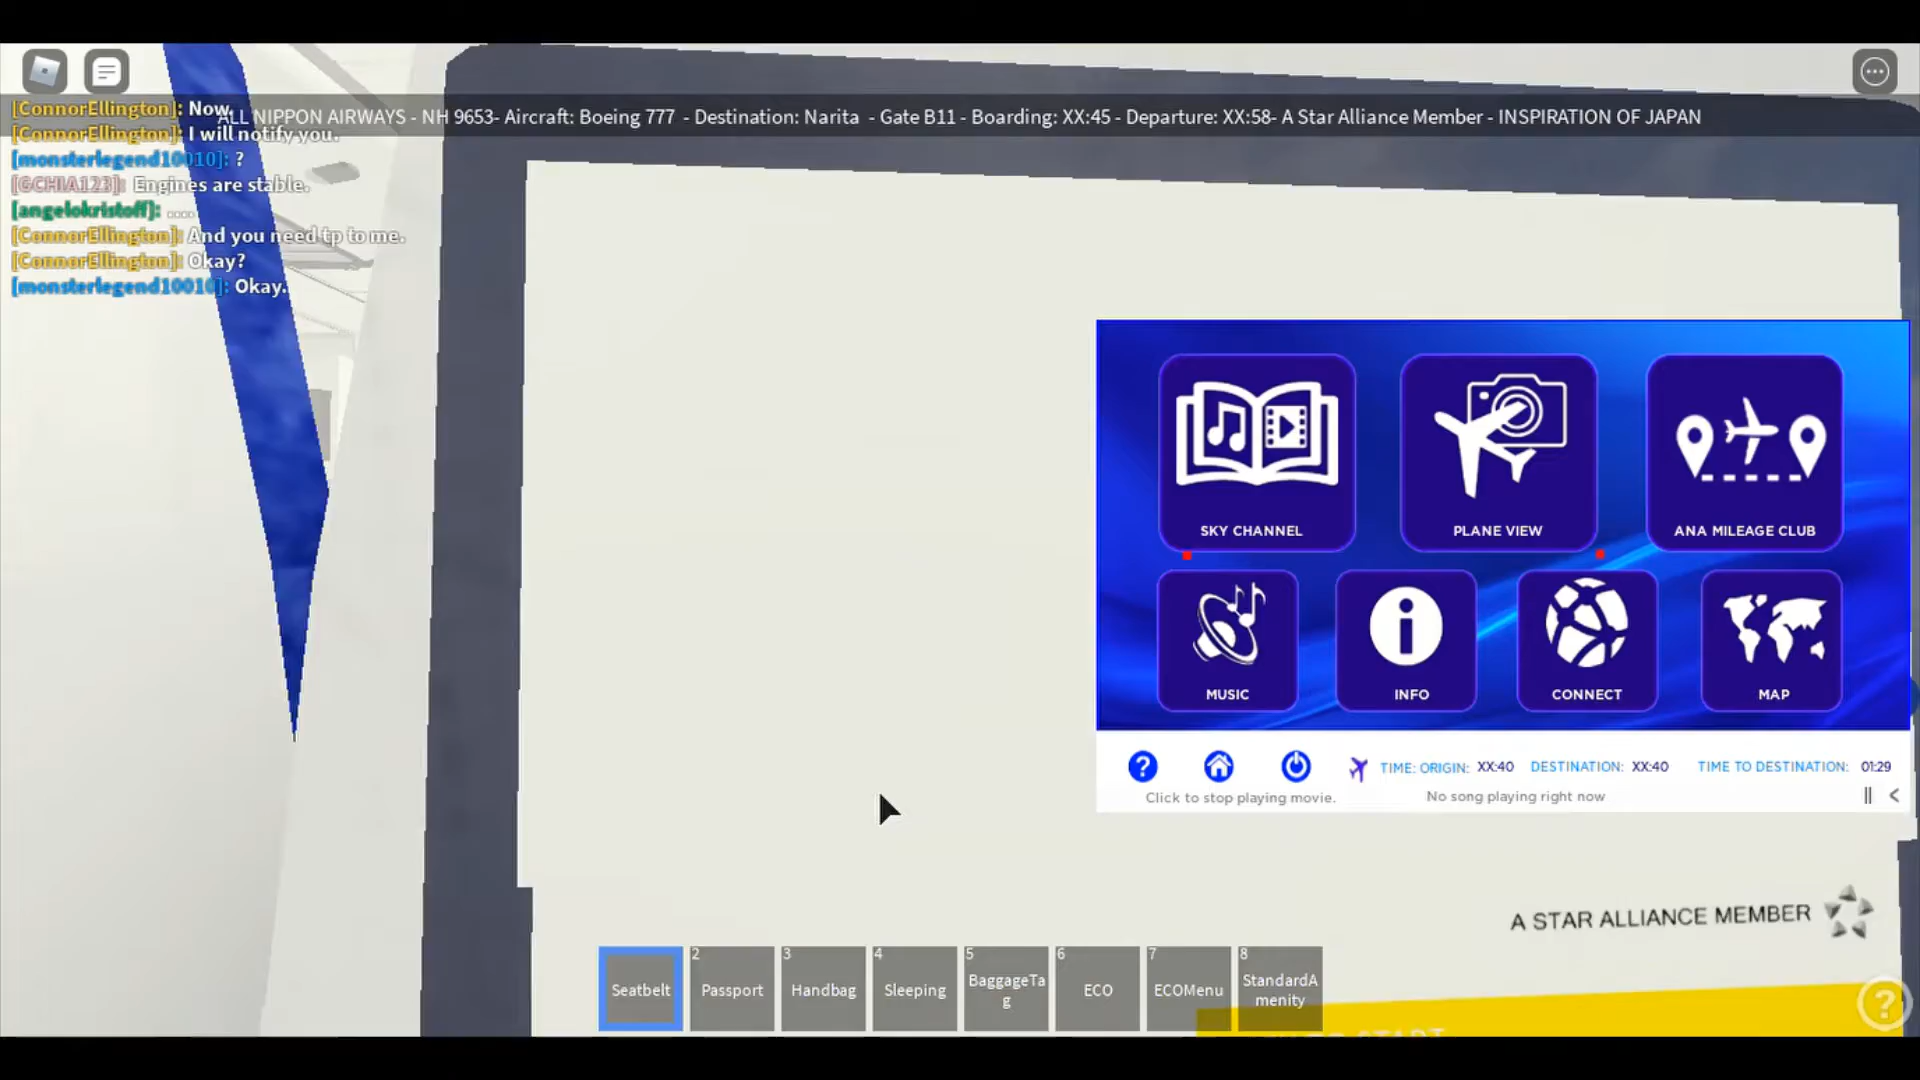 [ConnorEllington]: Now.
ALL NIPPON AIRWAYS - NH 9653- Aircraft: Boeing 777 - Destination: Narita - Gate B11 - Boarding: XX:45 - Departure: XX:58- A Star Alliance Member - INSPIRATION OF JAPAN
[ConnorEllington]: I will notify you.
[monsterlegend10010]: ?
[GCHIA123]: Engines are stable.
[angelokristoff]: ....
[ConnorEllington]: And you need tp to me.
[ConnorEllington]: Okay?
[monsterlegend10010]: Okay.
SKY CHANNEL
PLANE VIEW
ANA MILEAGE CLUB
MUSIC
INFO
CONNECT
MAP
? TIME: ORIGIN: XX:40 DESTINATION: XX:40 TIME TO DESTINATION: 01:29
Click to stop playing movie. No song playing right now || <
A STAR ALLIANCE MEMBER
Seatbelt
2 Passport
3 Handbag
4 Sleeping
5 BaggageTa
g
6 ECO
7 ECOMenu
8 StandardA
menity
?